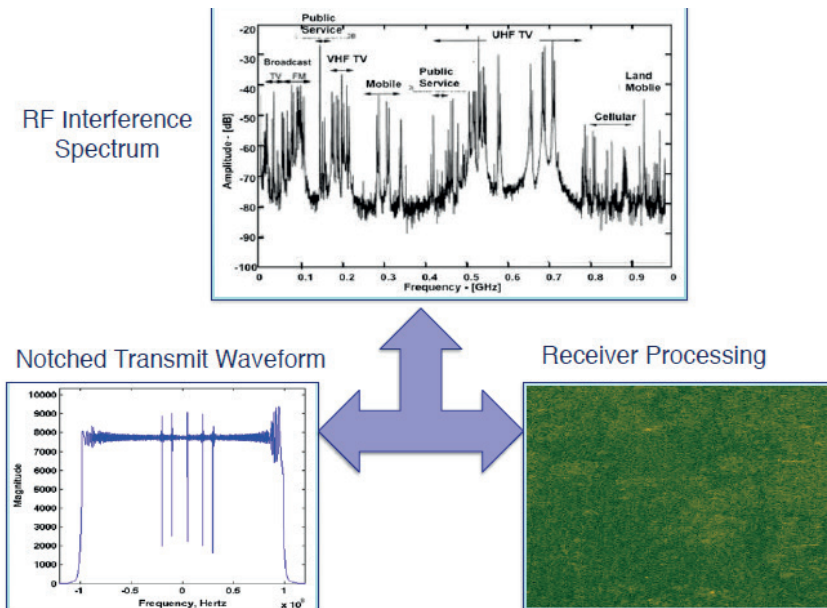 RF Interference
Spectrum
Public
Service
Broadcast
TV
FM
VHF TV
Mobile
Public
Service
UHF TV
Cellular
Land
Moblie
Amplitude - [dB]
-20
-30
-40
-50
-60
-70
-80
-90
-100
0
0.1
0.2
0.3
0.4
0.5
0.6
0.7
0.8
0.9
0
Frequency - [GHz]
Notched Transmit Waveform
Receiver Processing
Magnitude
10000
9000
8000
7000
6000
5000
4000
3000
2000
1000
0
-1
-0.5
0
0.5
1
Frequency, Hertz